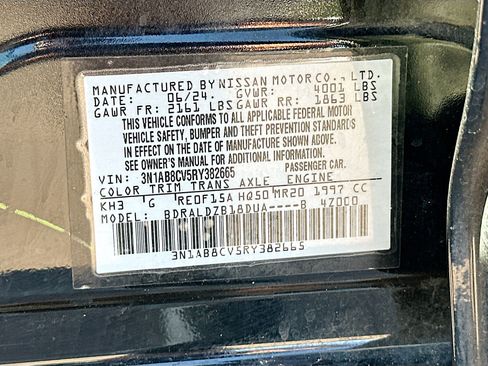 MANUFACTURED BY NISSAN MOTOR CO., LTD.
DATE: 06/24. GVWR: 4001 LBS
GAWR FR: 2161 LBS GAWR RR: 1863 LBS
THIS VEHICLE CONFORMS TO ALL APPLICABLE FEDERAL MOTOR
VEHICLE SAFETY, BUMPER AND THEFT PREVENTION STANDARDS
IN EFFECT ON THE DATE OF MANUFACTURE SHOWN ABOVE.
SEE OWNER'S MANUAL FOR ADDITIONAL INFORMATION.
VIN: 3N1AB8CV5RY382665 PASSENGER CAR.
COLOR TRIM TRANS AXLE ENGINE
KH3 G RE0F15A HQ50 MR20 1997 CC
MODEL: BDRALDZB18DUA----B 4Z0C0
3N1AB8CV5RY382665